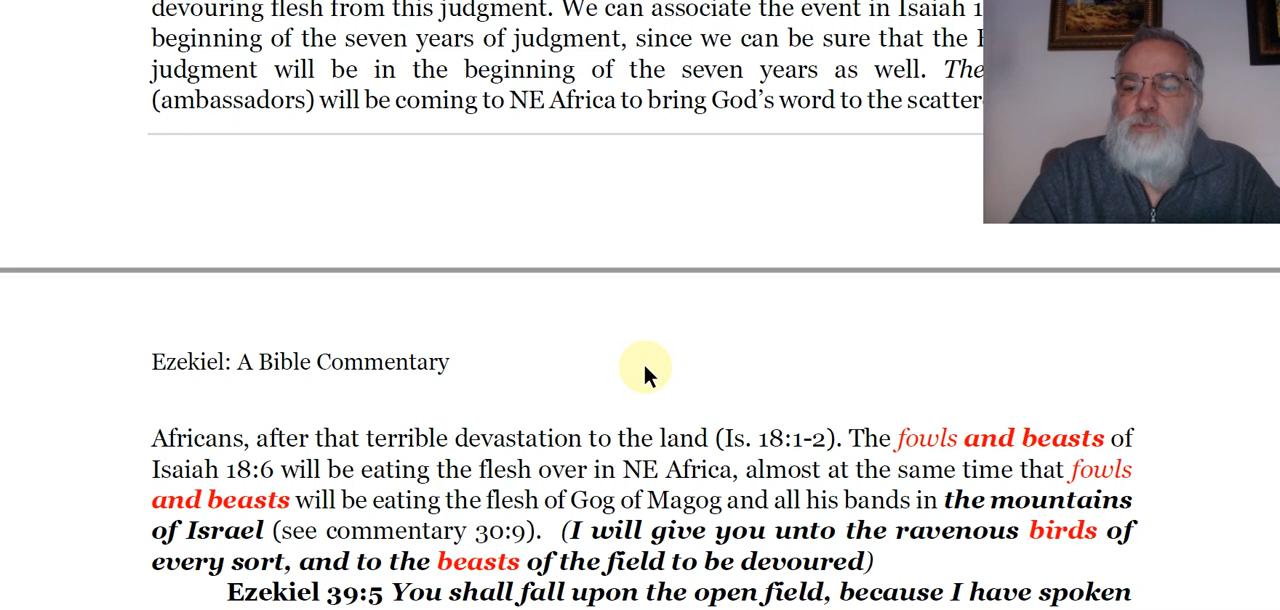 devouring flesh from this judgment. We can associate the event in Isaiah
beginning of the seven years of judgment, since we can be sure that the
judgment will be in the beginning of the seven years as well. The
(ambassadors) will be coming to NE Africa to bring God's word to the
Ezekiel: A Bible Commentary
Africans, after that terrible devastation to the land (Is. 18:1-2). The fowls and beasts of
Isaiah 18:6 will be eating the flesh over in NE Africa, almost at the same time that fowls
and beasts will be eating the flesh of Gog of Magog and all his bands in the mountains
of Israel (see commentary 30:9). (I will give you unto the ravenous birds of
every sort, and to the beasts of the field to be devoured)
Ezekiel 39:5 You shall fall upon the open field, because I have spoken